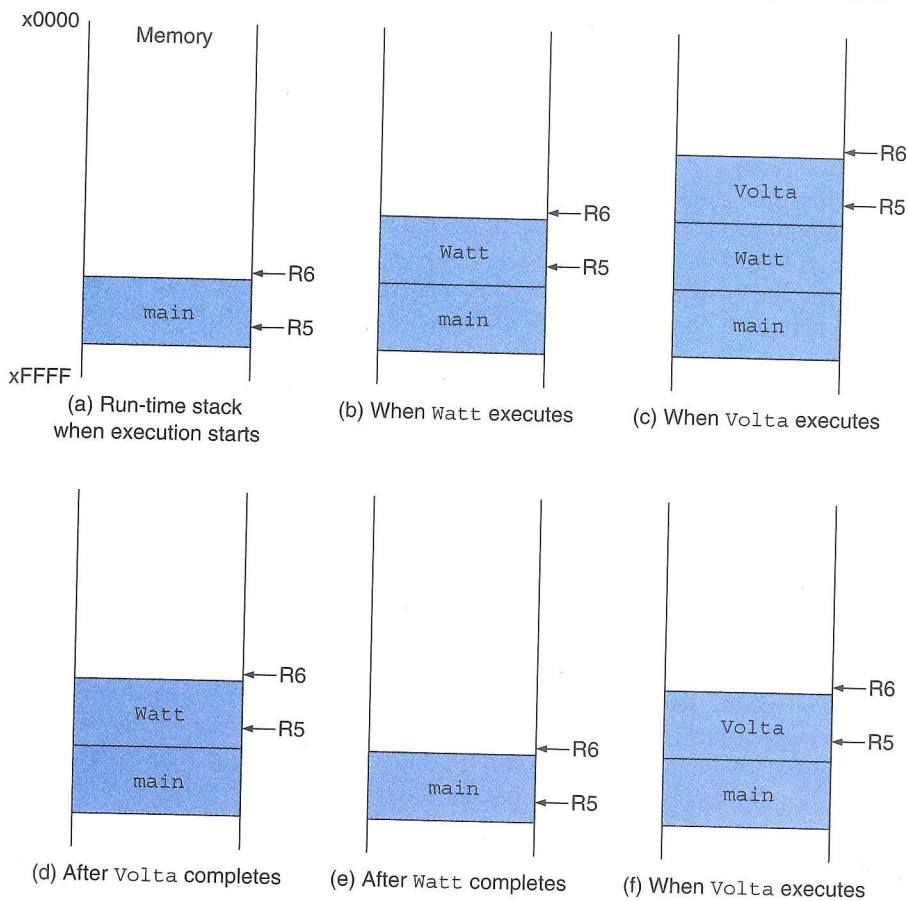 x0000
Memory
R6
main
R5
xFFFF
(a) Run-time stack
when execution starts
R6
Watt
R5
main
(b) When Watt executes
R6
Volta
R5
Watt
main
(c) When Volta executes
R6
Watt
R5
main
(d) After Volta completes
R6
main
R5
(e) After Watt completes
R6
Volta
R5
main
(f) When Volta executes